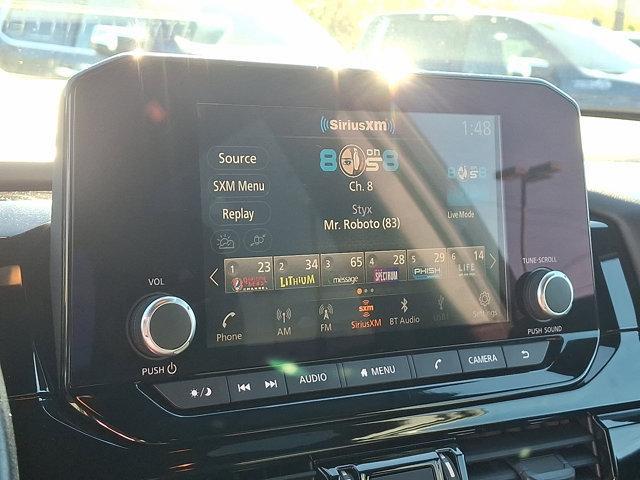 SiriusXM
1:48
Source
8 on 8
SXM Menu
Ch. 8
Replay
Styx
Mr. Roboto (83)
Live Mode
1 23
2 34 LITHIUM
3 65 message
4 28 SPECTRUM
5 29 PHISH
6 14 LIFE
VOL
TUNE-SCROLL
Phone
AM
FM
SiriusXM
BT Audio
USB1
Settings
PUSH
PUSH SOUND
AUDIO
MENU
CAMERA